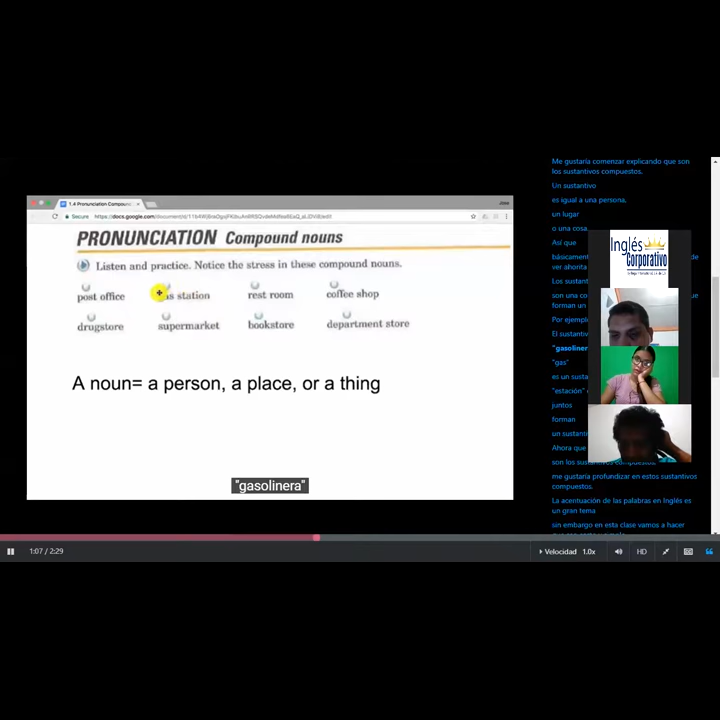 1.4 Pronunciation Compoun
Secure
PRONUNCIATION Compound nouns
Listen and practice. Notice the stress in these compound nouns.
post office
s station
rest room
coffee shop
drugstore
supermarket
bookstore
department store
A noun= a person, a place, or a thing
"gasolinera"
1:07 / 2:29
Velocidad 1.0x
HD
Me gustaría comenzar explicando que son
los sustantivos compuestos.
Un sustantivo
es igual a una persona,
un lugar
o una cosa
Así que
básicamente
ver ahorita
Los sustant
son una co
forman un
Por ejemplo
El sustantiv
"gasoliner
"gas"
es un susta
"estación"
juntos
forman
un sustanti
Ahora que
son los sustantivos compuestos,
me gustaría profundizar en estos sustantivos
compuestos.
La acentuación de las palabras en Inglés es
un gran tema
sin embargo en esta clase vamos a hacer
Inglés
Corporativo